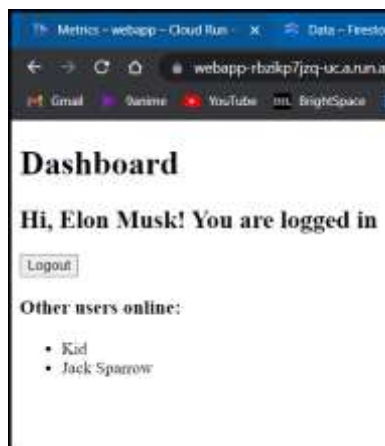 Metrics – webapp – Cloud Run - X Data – Firesto
webapp-rbzikp7jzq-uc.a.run.a
Gmail 9anime YouTube BrightSpace
Dashboard
Hi, Elon Musk! You are logged in
Logout
Other users online:
• Kid
• Jack Sparrow